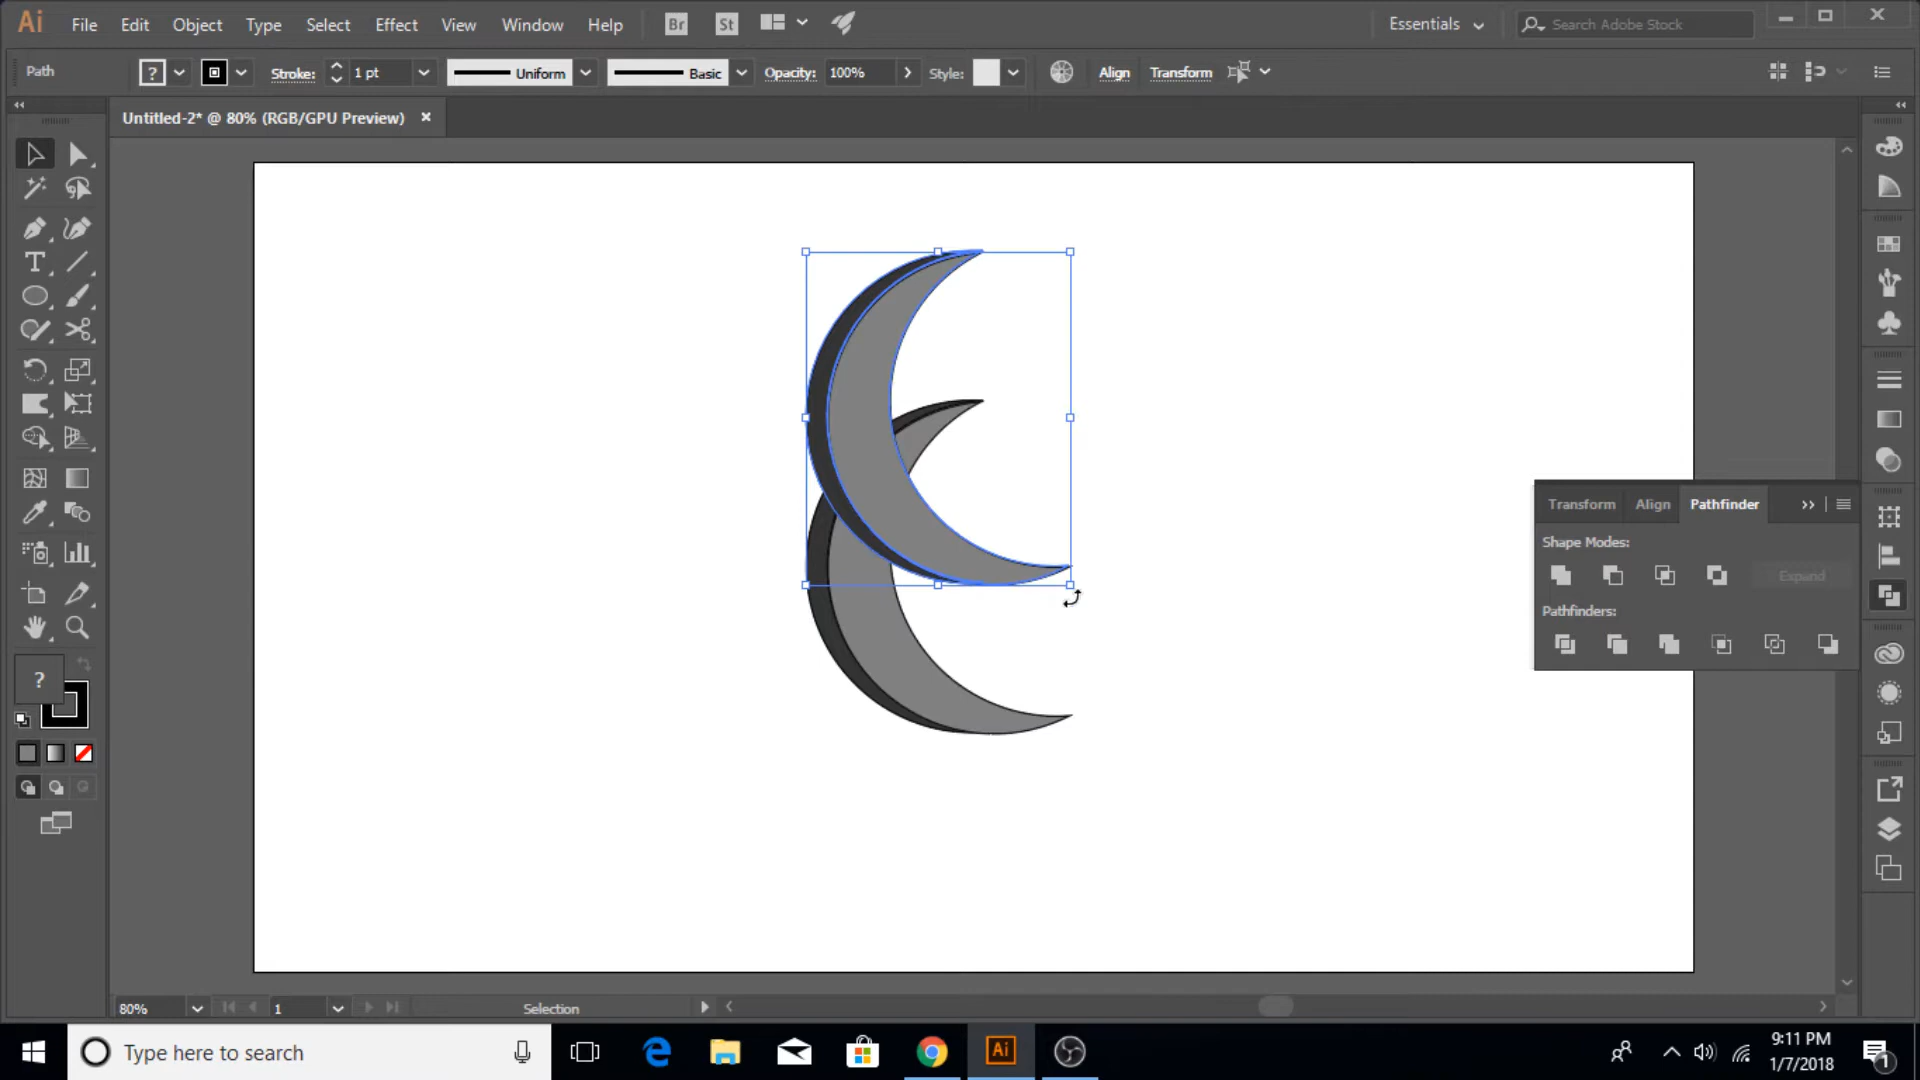 Ai File Edit Object Type Select Effect View Window Help Br St Essentials Search Adobe Stock
Path ? Stroke: 1 pt Uniform Basic Opacity: 100% Style: Align Transform
Untitled-2* @ 80% (RGB/GPU Preview) ×
T
?
Transform Align Pathfinder
Shape Modes:
Expand
Pathfinders:
80% 1 Selection
Type here to search
Ai
9:11 PM
1/7/2018
1